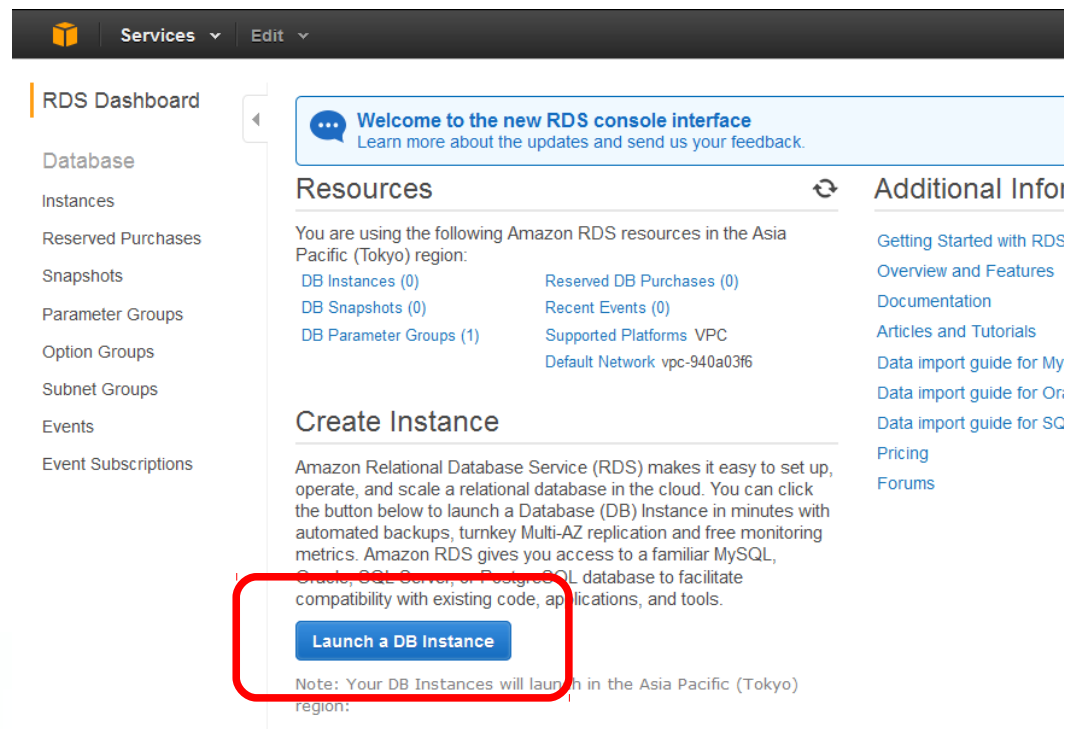 Services Edit
RDS Dashboard
Database
Instances
Reserved Purchases
Snapshots
Parameter Groups
Option Groups
Subnet Groups
Events
Event Subscriptions
Welcome to the new RDS console interface
Learn more about the updates and send us your feedback.
Resources
You are using the following Amazon RDS resources in the Asia
Pacific (Tokyo) region:
DB Instances (0)
DB Snapshots (0)
DB Parameter Groups (1)
Reserved DB Purchases (0)
Recent Events (0)
Supported Platforms VPC
Default Network vpc-940a03f6
Create Instance
Amazon Relational Database Service (RDS) makes it easy to set up,
operate, and scale a relational database in the cloud. You can click
the button below to launch a Database (DB) Instance in minutes with
automated backups, turnkey Multi-AZ replication and free monitoring
metrics. Amazon RDS gives you access to a familiar MySQL,
Oracle, SQL Server, or PostgreSQL database to facilitate
compatibility with existing code, applications, and tools.
Launch a DB Instance
Note: Your DB Instances will launch in the Asia Pacific (Tokyo)
region:
Additional Infor
Getting Started with RDS
Overview and Features
Documentation
Articles and Tutorials
Data import guide for My
Data import guide for Or
Data import guide for SQ
Pricing
Forums